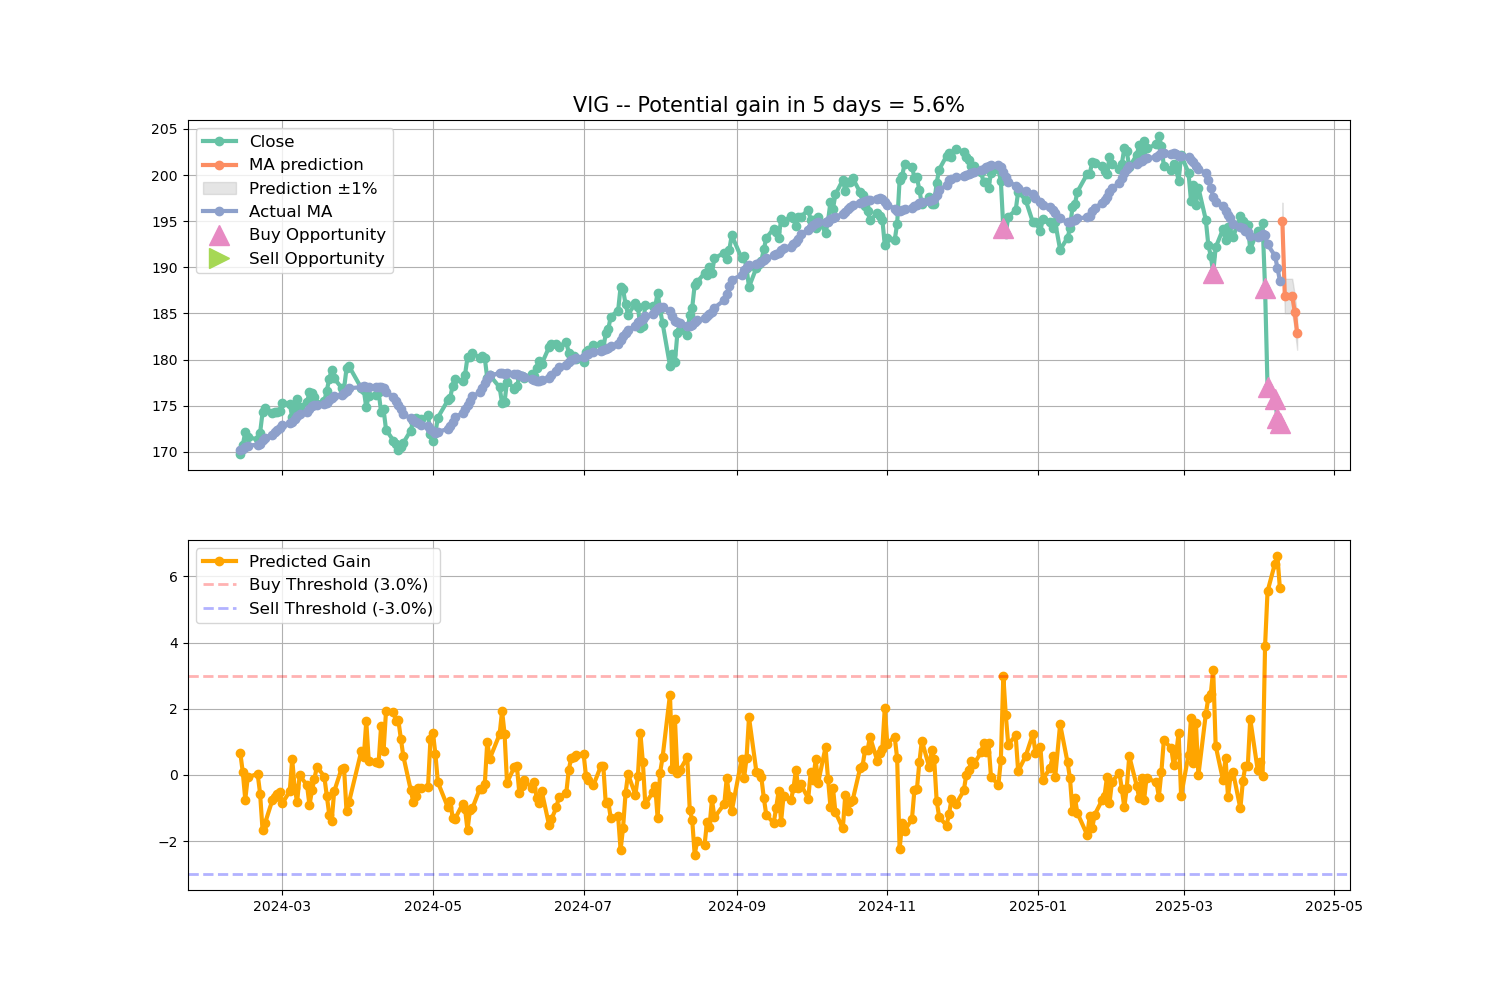 VIG -- Potential gain in 5 days = 5.6%
205
200
195
190
185
180
175
170
Close
MA prediction
Prediction ±1%
Actual MA
Buy Opportunity
Sell Opportunity
6
4
2
0
−2
Predicted Gain
Buy Threshold (3.0%)
Sell Threshold (-3.0%)
2024-03
2024-05
2024-07
2024-09
2024-11
2025-01
2025-03
2025-05